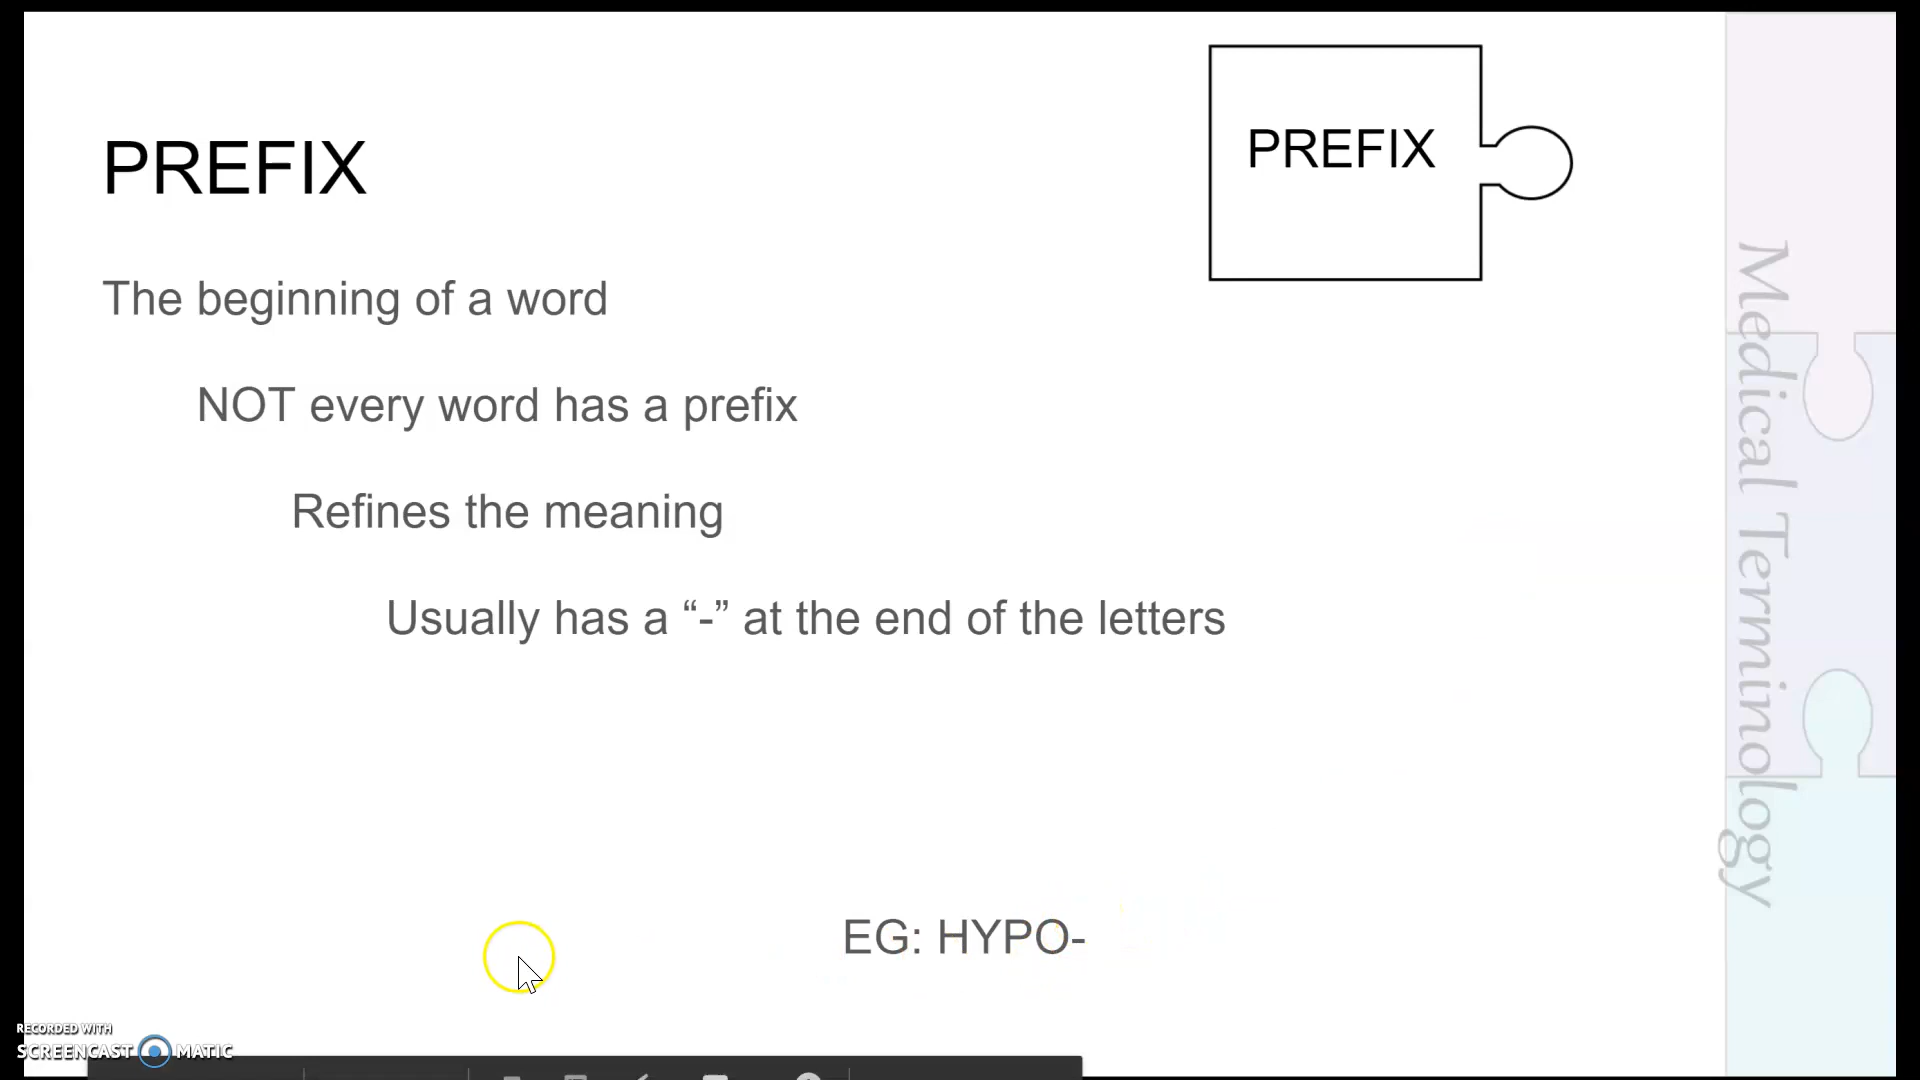 PREFIX
PREFIX
The beginning of a word
NOT every word has a prefix
Refines the meaning
Usually has a “-” at the end of the letters
EG: HYPO-
Medical Terminology
RECORDED WITH
SCREENCAST MATIC